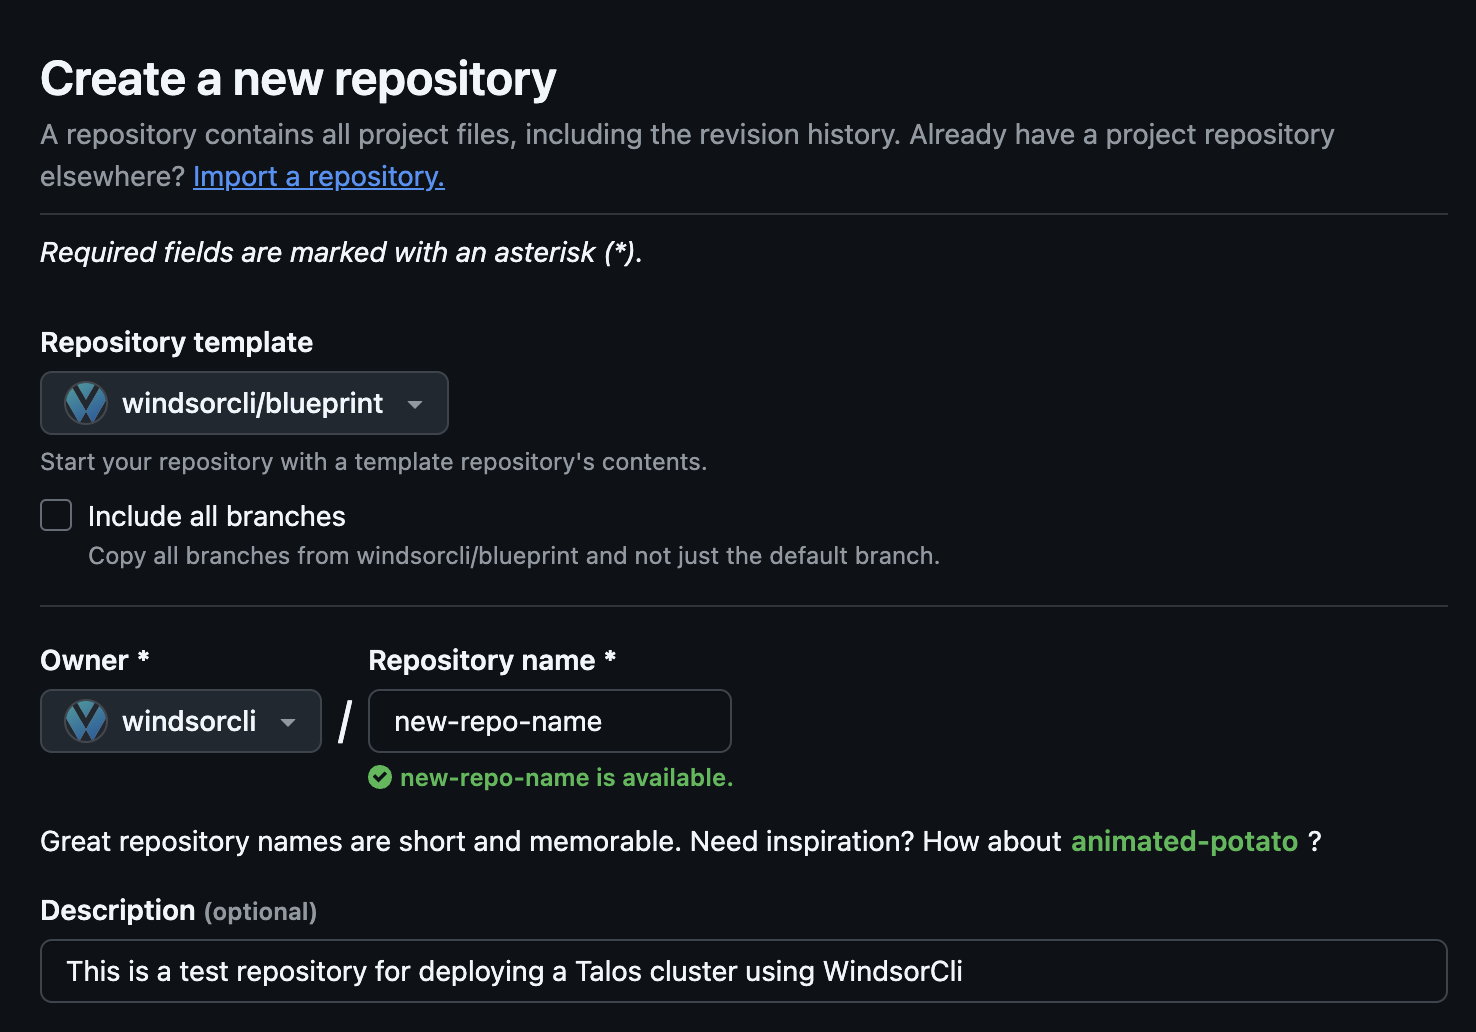 Create a new repository
A repository contains all project files, including the revision history. Already have a project repository
elsewhere? Import a repository.
Required fields are marked with an asterisk (*).
Repository template
windsorcli/blueprint
Start your repository with a template repository's contents.
Include all branches
Copy all branches from windsorcli/blueprint and not just the default branch.
Owner * Repository name *
windsorcli / new-repo-name
new-repo-name is available.
Great repository names are short and memorable. Need inspiration? How about animated-potato ?
Description (optional)
This is a test repository for deploying a Talos cluster using WindsorCli